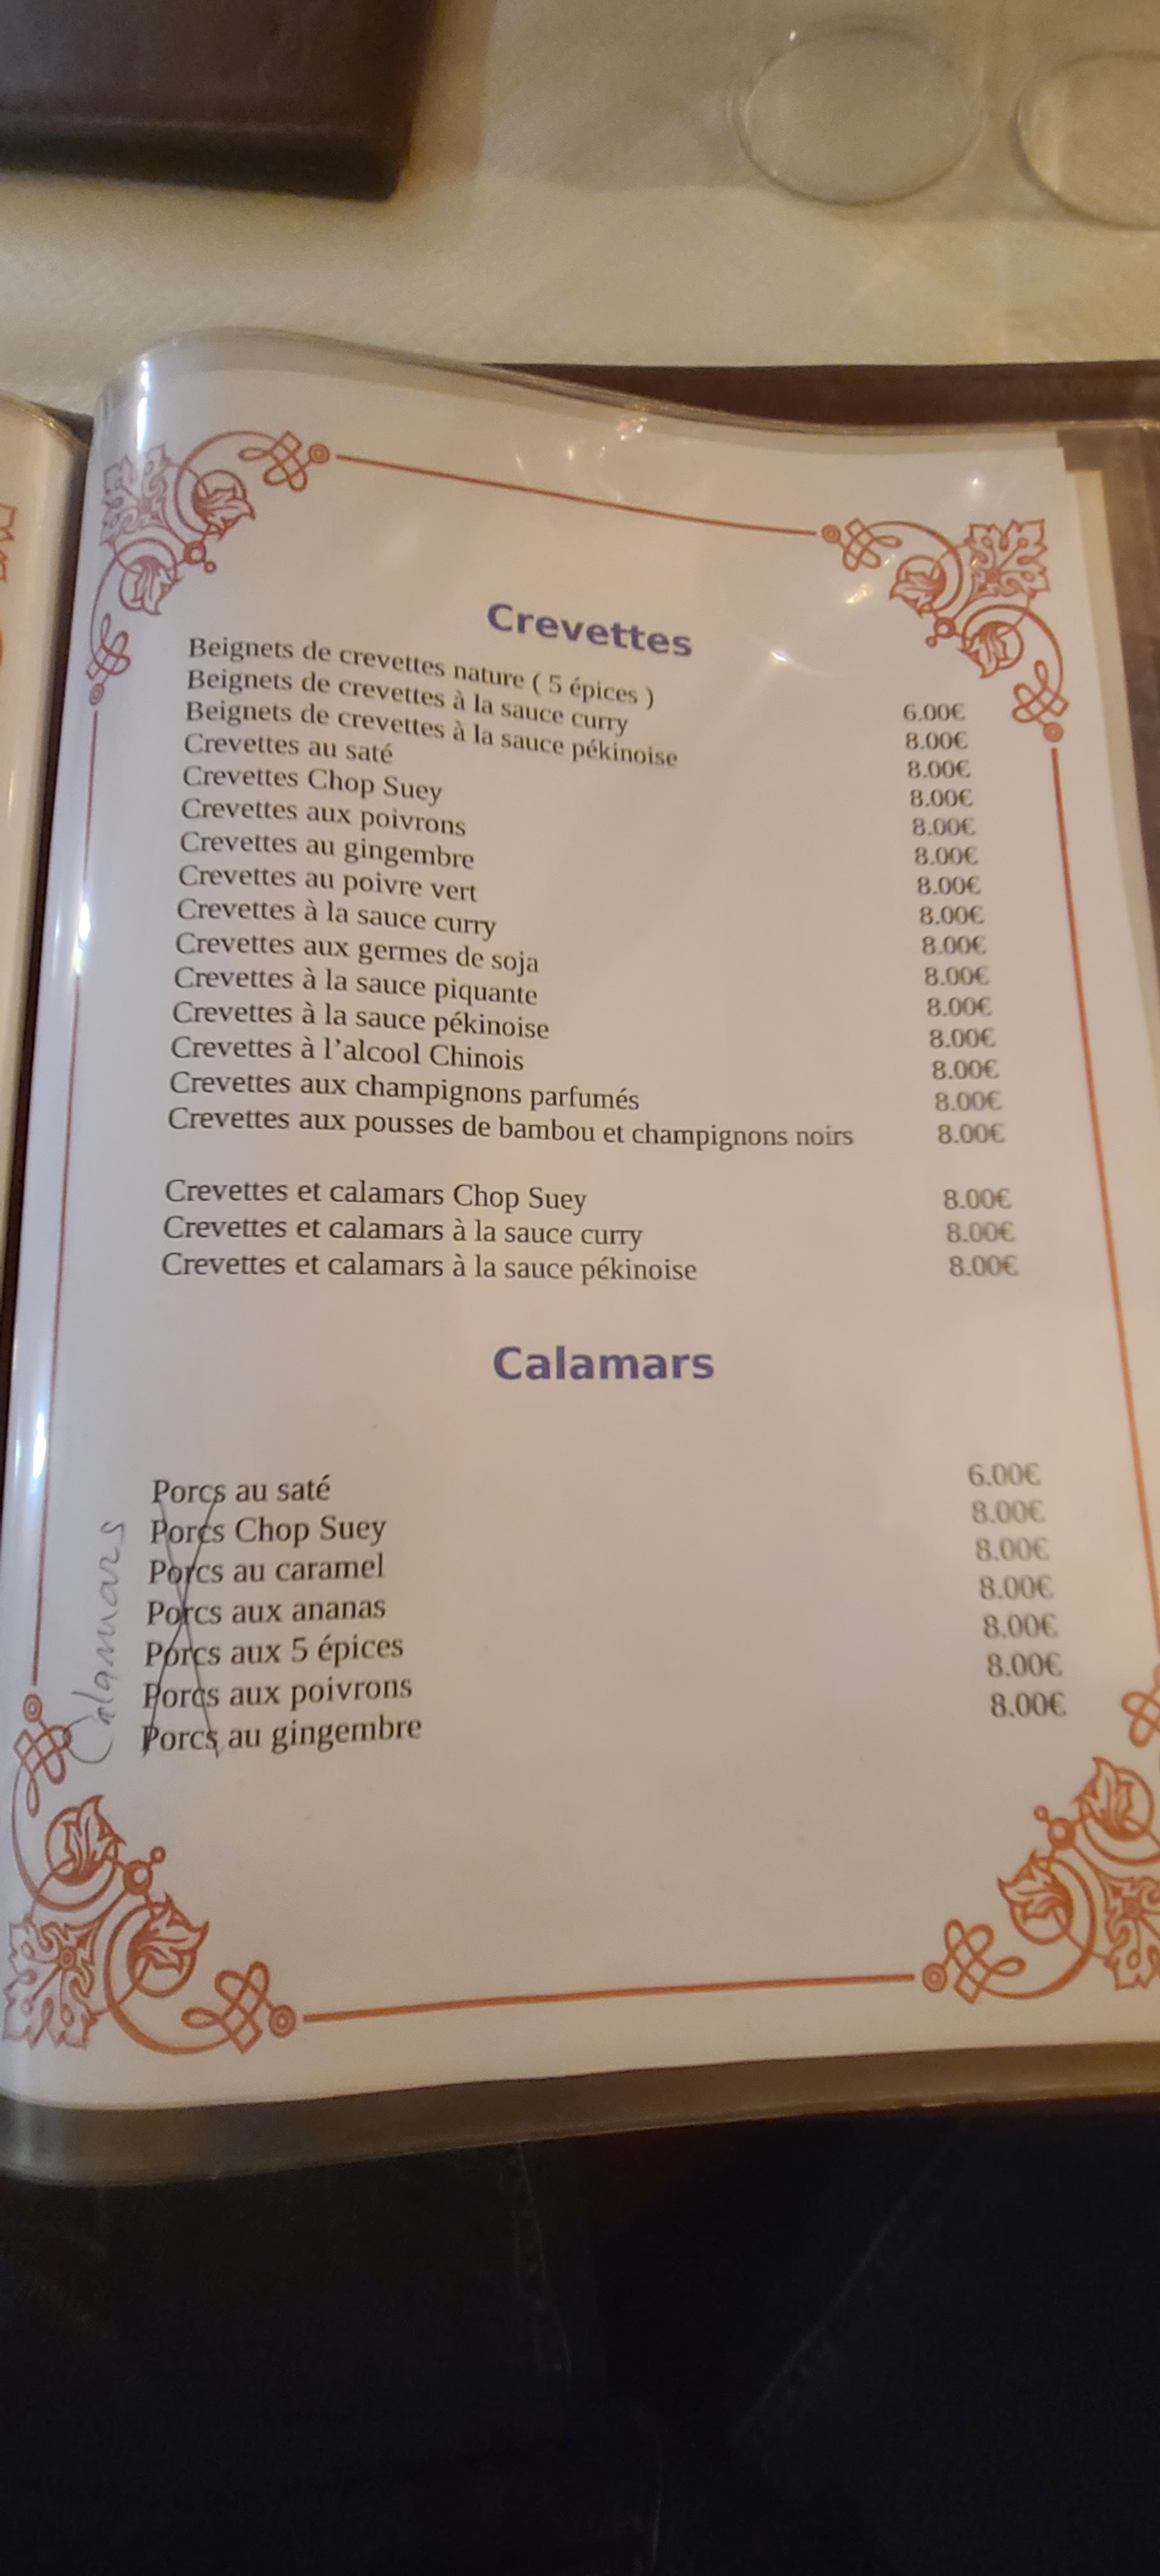 Crevettes
Beignets de crevettes nature ( 5 épices ) 6.00€
Beignets de crevettes à la sauce curry 8.00€
Beignets de crevettes à la sauce pékinoise 8.00€
Crevettes au saté 8.00€
Crevettes Chop Suey 8.00€
Crevettes aux poivrons 8.00€
Crevettes au gingembre 8.00€
Crevettes au poivre vert 8.00€
Crevettes à la sauce curry 8.00€
Crevettes aux germes de soja 8.00€
Crevettes à la sauce piquante 8.00€
Crevettes à la sauce pékinoise 8.00€
Crevettes à l’alcool Chinois 8.00€
Crevettes aux champignons parfumés 8.00€
Crevettes aux pousses de bambou et champignons noirs 8.00€
Crevettes et calamars Chop Suey 8.00€
Crevettes et calamars à la sauce curry 8.00€
Crevettes et calamars à la sauce pékinoise 8.00€
Calamars
Porcs au saté 6.00€
Porcs Chop Suey 8.00€
Porcs au caramel 8.00€
Porcs aux ananas 8.00€
Porcs aux 5 épices 8.00€
Porcs aux poivrons 8.00€
Porcs au gingembre 8.00€
Calamars